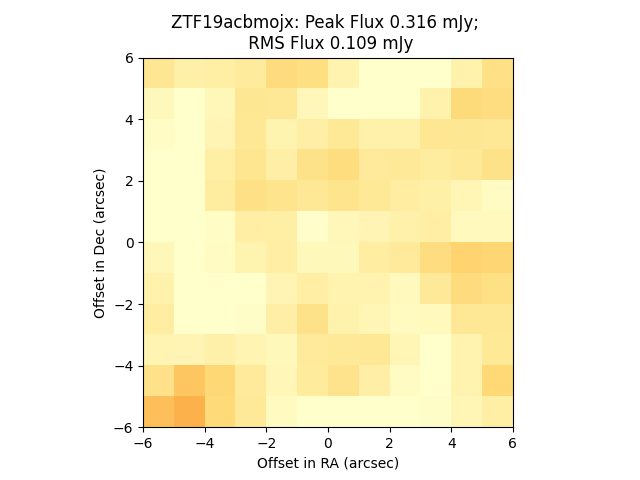 ZTF19acbmojx: Peak Flux 0.316 mJy;
RMS Flux 0.109 mJy
6
4
2
0
−2
−4
−6
Offset in Dec (arcsec)
−6 −4 −2 0 2 4 6
Offset in RA (arcsec)